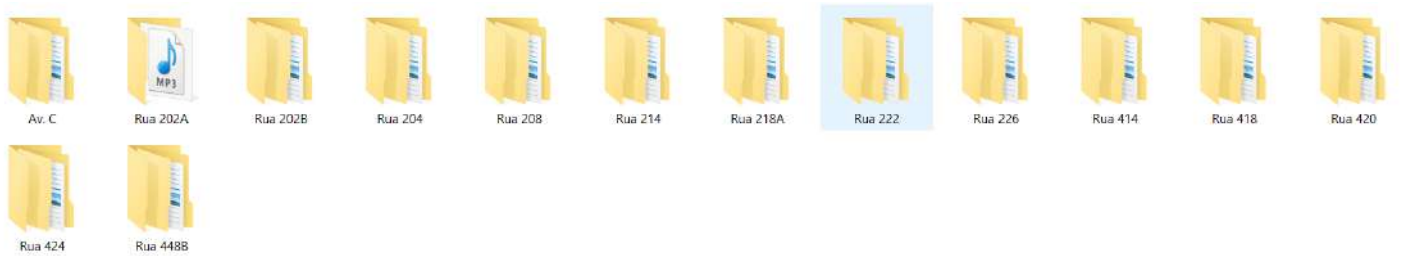 MP3
Av. C
Rua 202A
Rua 202B
Rua 204
Rua 208
Rua 214
Rua 218A
Rua 222
Rua 226
Rua 414
Rua 418
Rua 420
Rua 424
Rua 448B